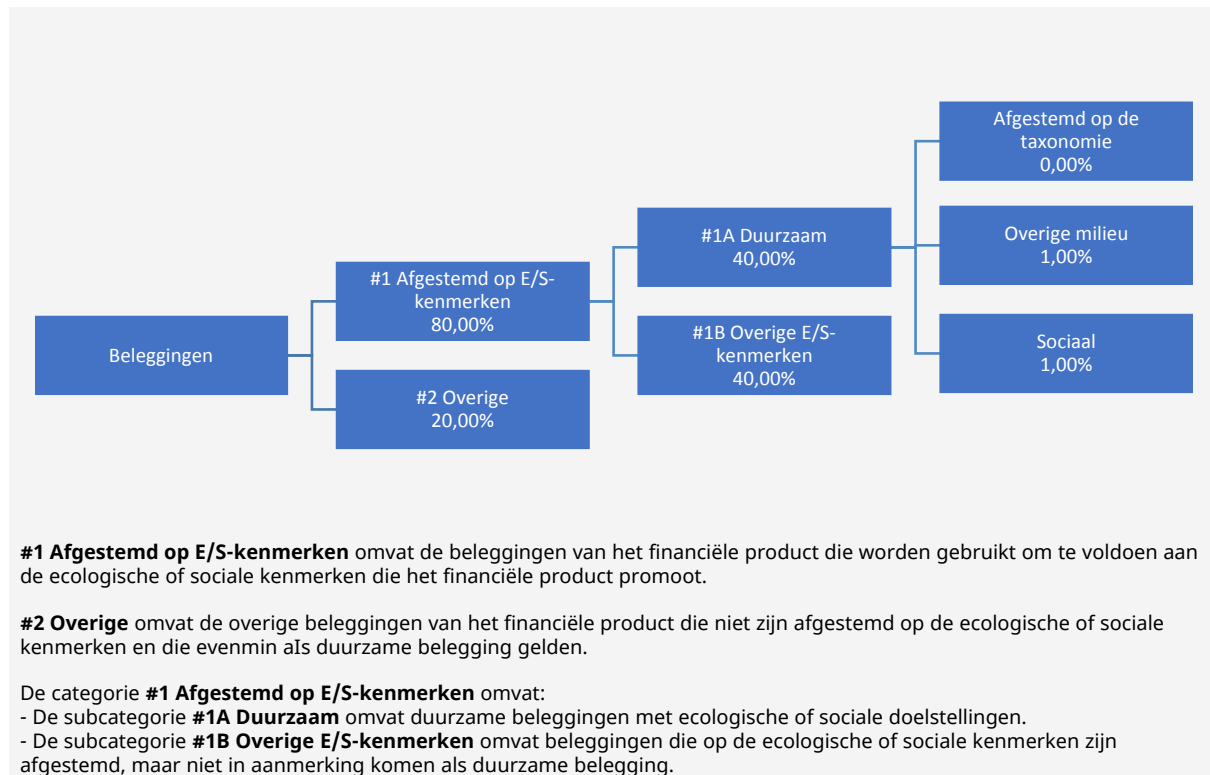 Beleggingen
#1 Afgestemd op E/S-
kenmerken
80,00%
#2 Overige
20,00%
#1A Duurzaam
40,00%
#1B Overige E/S-
kenmerken
40,00%
Afgestemd op de
taxonomie
0,00%
Overige milieu
1,00%
Sociaal
1,00%
#1 Afgestemd op E/S-kenmerken omvat de beleggingen van het financiële product die worden gebruikt om te voldoen aan
de ecologische of sociale kenmerken die het financiële product promoot.
#2 Overige omvat de overige beleggingen van het financiële product die niet zijn afgestemd op de ecologische of sociale
kenmerken en die evenmin aIs duurzame belegging gelden.
De categorie #1 Afgestemd op E/S-kenmerken omvat:
- De subcategorie #1A Duurzaam omvat duurzame beleggingen met ecologische of sociale doelstellingen.
- De subcategorie #1B Overige E/S-kenmerken omvat beleggingen die op de ecologische of sociale kenmerken zijn
afgestemd, maar niet in aanmerking komen als duurzame belegging.